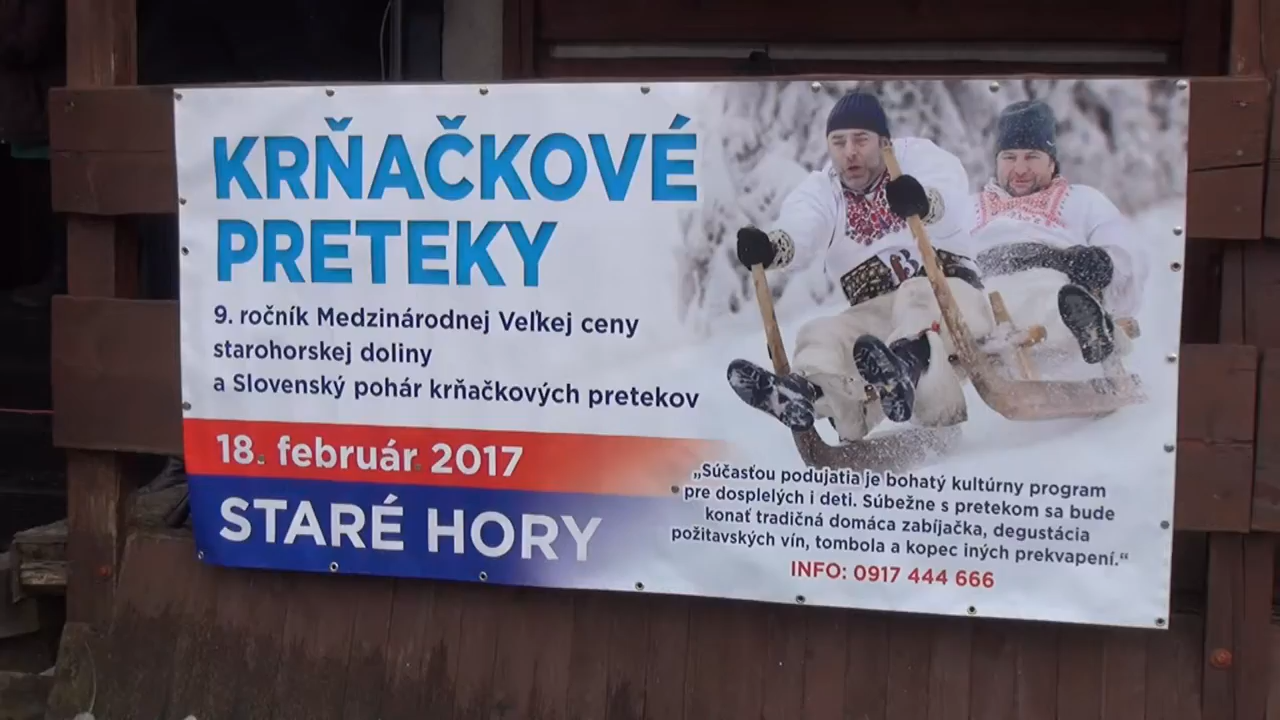 KRŇAČKOVÉ
PRETEKY
9. ročník Medzinárodnej Veľkej ceny
starohorskej doliny
a Slovenský pohár krňačkových pretekov
18. február 2017
STARÉ HORY
„Súčasťou podujatia je bohatý kultúrny program
pre dosplelých i deti. Súbežne s pretekom sa bude
konať tradičná domáca zabíjačka, degustácia
požitavských vín, tombola a kopec iných prekvapení.“
INFO: 0917 444 666